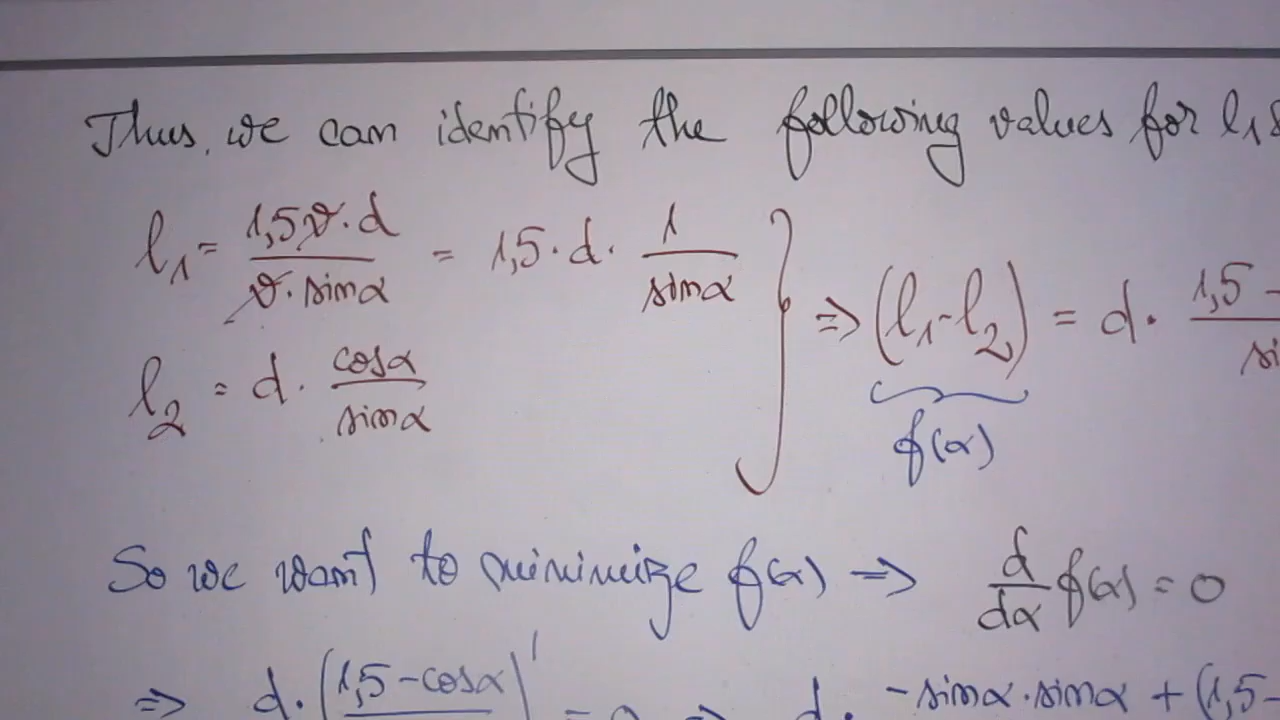 Thus, we can identify the following values for l₁ &
l₁ = 1,5ϑ·d / ϑ·sinα = 1,5·d· 1/sinα } ⇒ (l₁-l₂) = d· 1,5 - / si
l₂ = d· cosα/sinα
f(α)
So we want to minimize f(α) ⇒ d/dα f(α) = 0
⇒ d·(1,5 - cosα)' = 0 ⇒ d· -sinα·sinα + (1,5 -